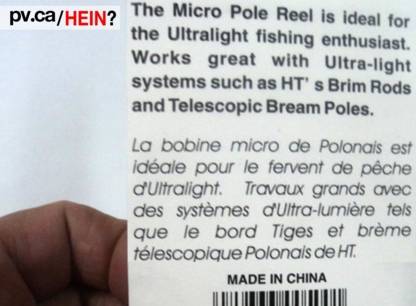 pv.ca/HEIN?
The Micro Pole Reel is ideal for
the Ultralight fishing enthusiast.
Works great with Ultra-light
systems such as HT' s Brim Rods
and Telescopic Bream Poles.
La bobine micro de Polonais est
idéale pour le fervent de pêche
d'Ultralight. Travaux grands avec
des systèmes d'Ultra-lumière tels
que le bord Tiges et brème
télescopique Polonais de HT.
MADE IN CHINA